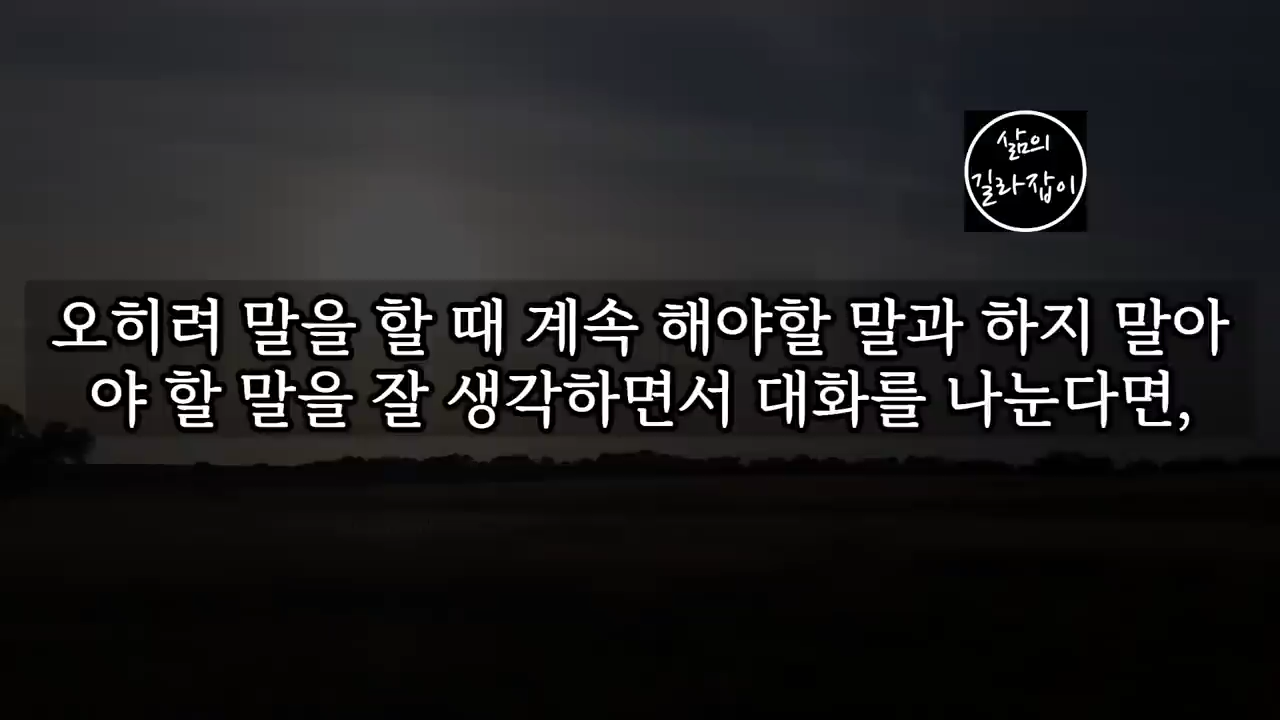 삶의
길라잡이
오히려 말을 할 때 계속 해야할 말과 하지 말아
야 할 말을 잘 생각하면서 대화를 나눈다면,